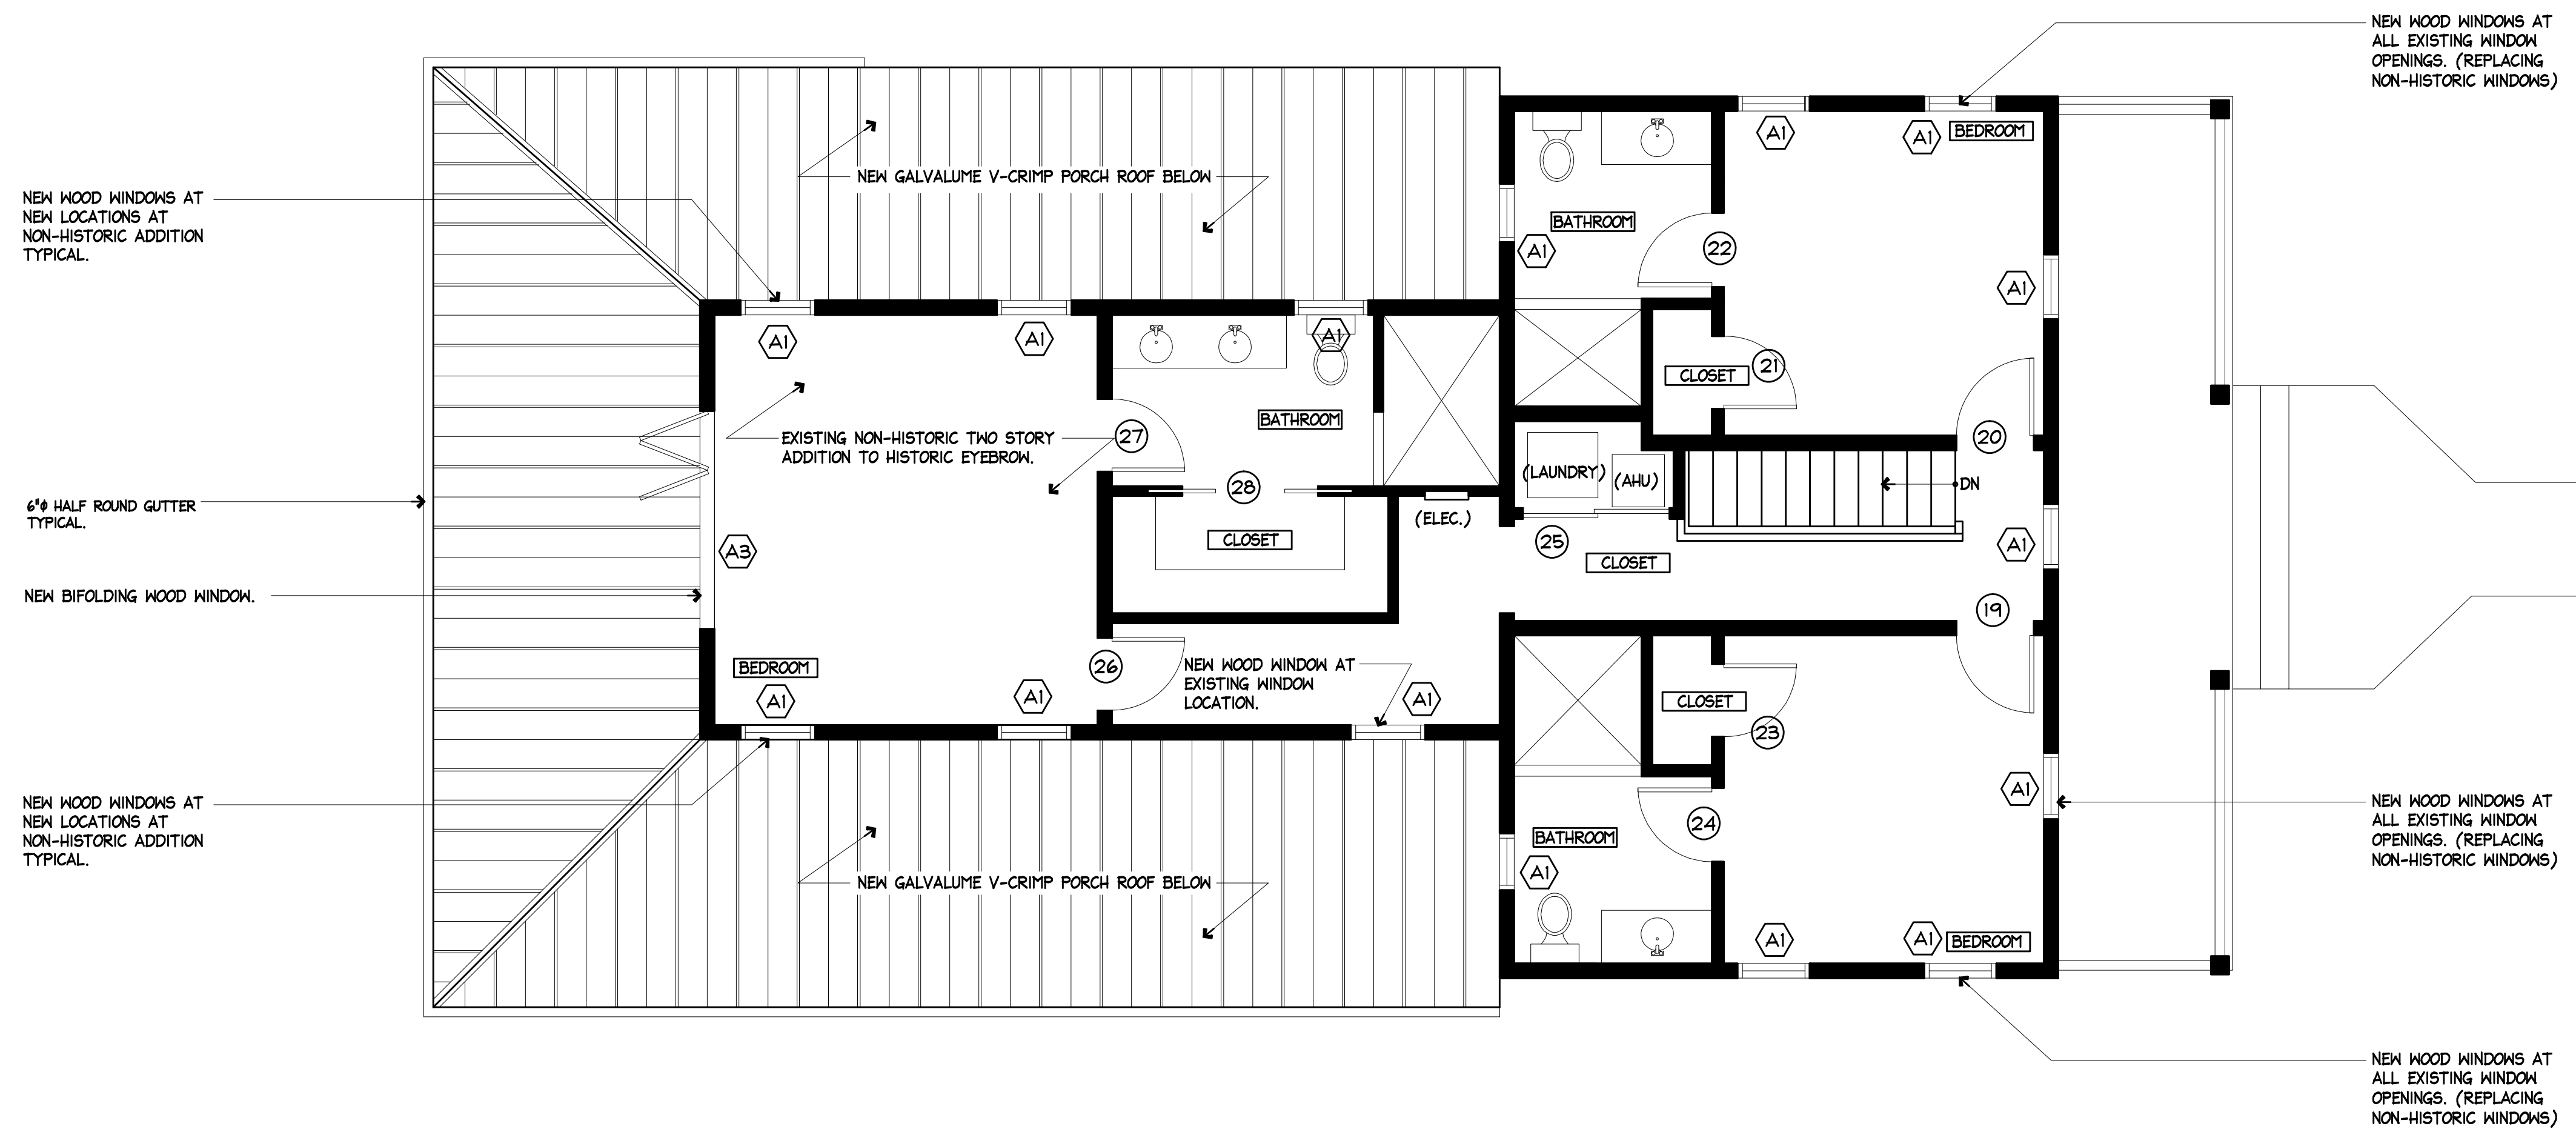 NEW WOOD WINDOWS AT
ALL EXISTING WINDOW
OPENINGS. (REPLACING
NON-HISTORIC WINDOWS)
A1
A1
BEDROOM
NEW GALVALUME V-CRIMP PORCH ROOF BELOW
NEW WOOD WINDOWS AT
NEW LOCATIONS AT
NON-HISTORIC ADDITION
TYPICAL.
BATHROOM
A1
22
A1
A1
A1
A1
21
CLOSET
BATHROOM
27
20
EXISTING NON-HISTORIC TWO STORY
ADDITION TO HISTORIC EYEBROW.
(LAUNDRY)
(AHU)
DN
28
6"Ø HALF ROUND GUTTER
TYPICAL.
(ELEC.)
CLOSET
25
A3
A1
CLOSET
NEW BIFOLDING WOOD WINDOW.
19
BEDROOM
26
NEW WOOD WINDOW AT
EXISTING WINDOW
LOCATION.
A1
A1
A1
CLOSET
23
A1
NEW WOOD WINDOWS AT
NEW LOCATIONS AT
NON-HISTORIC ADDITION
TYPICAL.
NEW WOOD WINDOWS AT
ALL EXISTING WINDOW
OPENINGS. (REPLACING
NON-HISTORIC WINDOWS)
24
BATHROOM
A1
NEW GALVALUME V-CRIMP PORCH ROOF BELOW
A1
A1
BEDROOM
NEW WOOD WINDOWS AT
ALL EXISTING WINDOW
OPENINGS. (REPLACING
NON-HISTORIC WINDOWS)